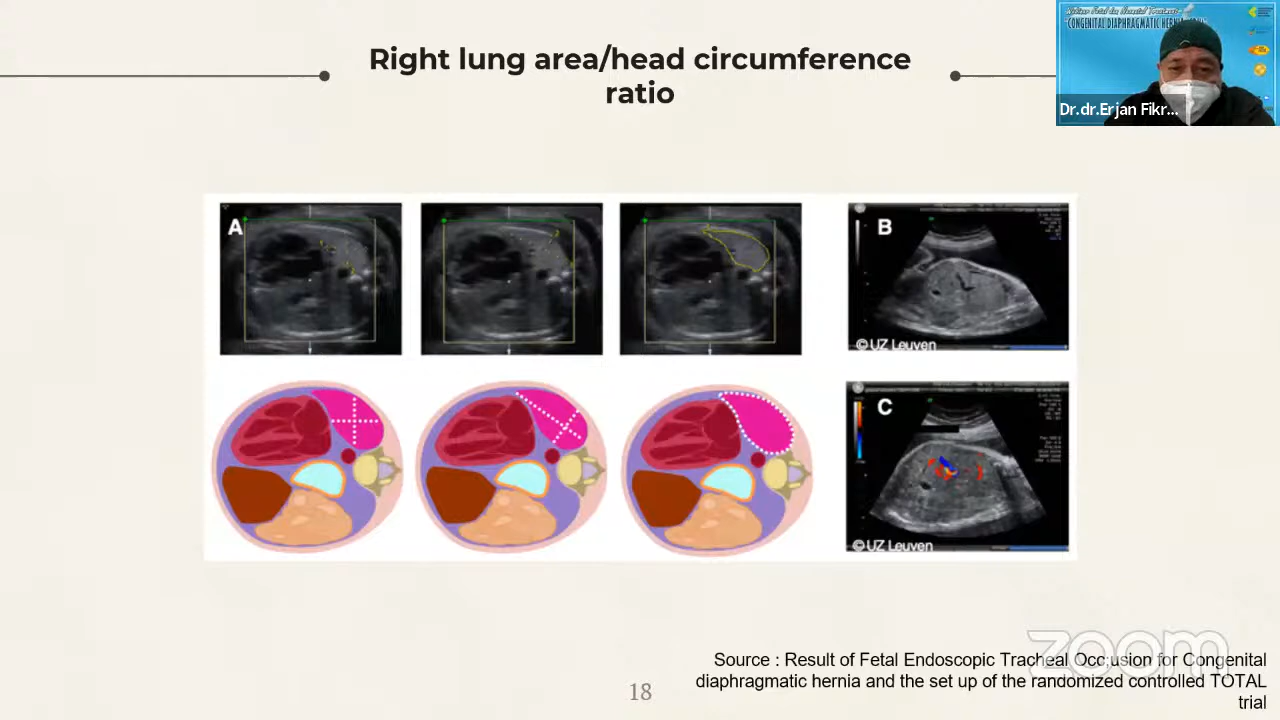 Right lung area/head circumference
ratio
"CONGENITAL DIAPHRAGMATIC HERNIA
Dr.dr.Erjan Fikr...
A
B
© UZ Leuven
C
© UZ Leuven
zoom
Source : Result of Fetal Endoscopic Tracheal Occlusion for Congenital
diaphragmatic hernia and the set up of the randomized controlled TOTAL
trial
18